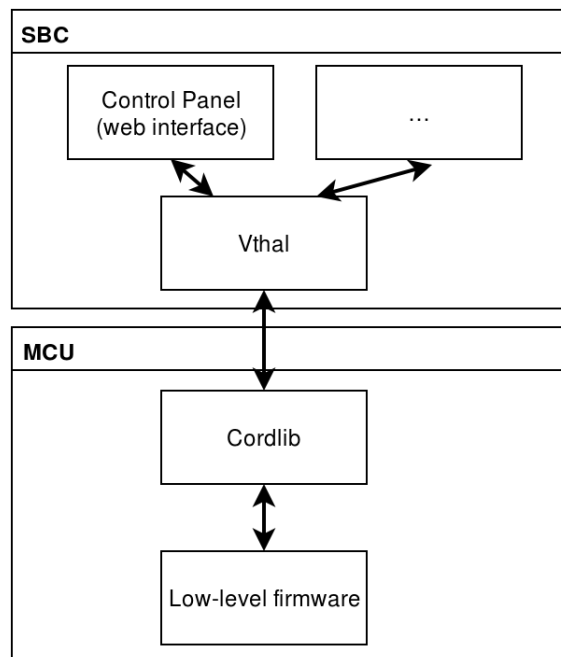 SBC
Control Panel
(web interface)
...
Vthal
MCU
Cordlib
Low-level firmware